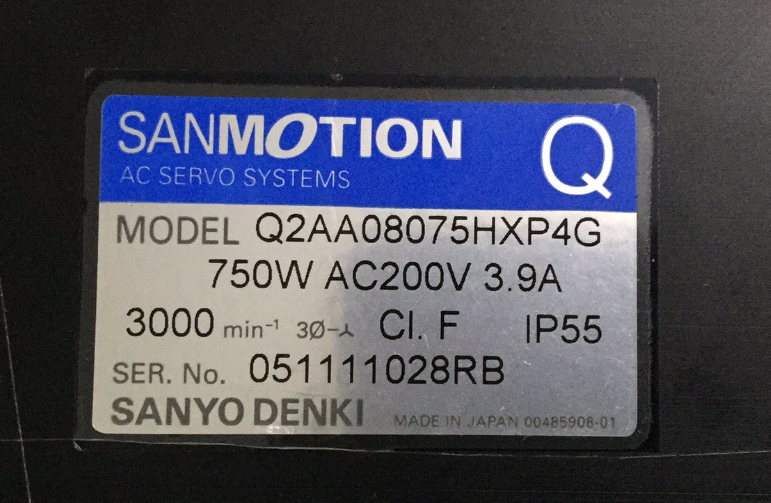 SANMOTION Q
AC SERVO SYSTEMS
MODEL Q2AA08075HXP4G
750W AC200V 3.9A
3000 min⁻¹ 3Ø-⅄ CI. F IP55
SER. No. 051111028RB
SANYO DENKI MADE IN JAPAN 00485908-01